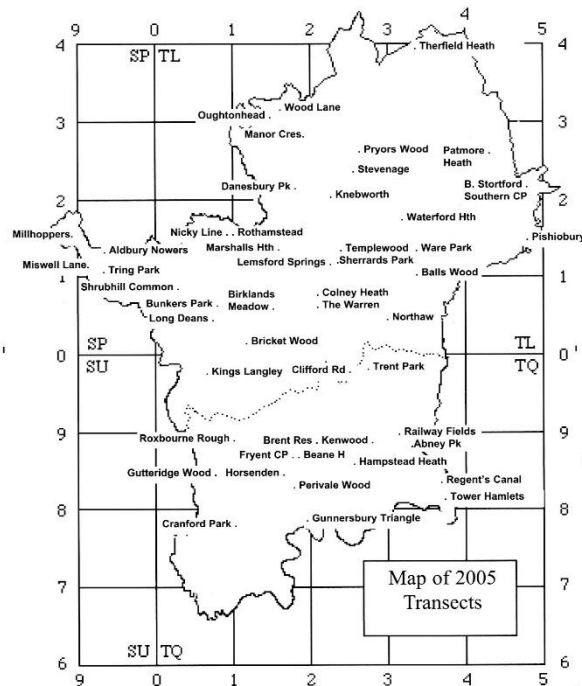 9 0 1 2 3 4 5
4 SP TL Therfield Heath 4
Wood Lane
Oughtonhead .
3 Manor Cres. 3
. Pryors Wood Patmore .
Heath
. Stevenage
Danesbury Pk . B. Stortford .
2 . Knebworth Southern CP 2
. Waterford Hth
Millhoppers. Nicky Line . . Rothamstead . Pishiobury
. Aldbury Nowers Marshalls Hth . . Templewood . Ware Park
Miswell Lane. Lemsford Springs . . Sherrards Park
1 . Tring Park . Balls Wood 1
Shrubhill Common .
Bunkers Park . Birklands . Colney Heath
Meadow . . The Warren
Long Deans . . Northaw
SP . Bricket Wood TL
' 0 0 '
SU . Kings Langley Clifford Rd . . Trent Park TQ
9 . Railway Fields 9
Roxbourne Rough . Brent Res . Kenwood . . Abney Pk
Fryent CP . . Beane H
. Hampstead Heath
Gutteridge Wood . Horsenden . . Regent's Canal
. Perivale Wood
. Tower Hamlets
8 8
Cranford Park . . Gunnersbury Triangle
7 Map of 2005 7
Transects
SU TQ
6 6
9 0 1 2 3 4 5